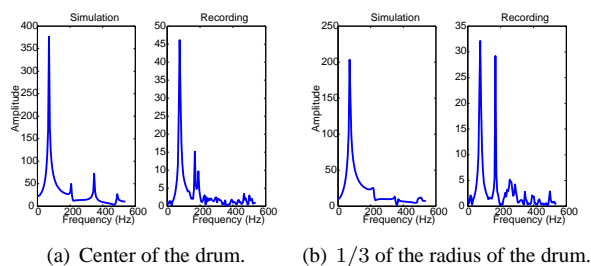 Simulation
Recording
Simulation
Recording
Amplitude
400
350
300
250
200
150
100
50
0
0 200 400 600
Frequency (Hz)
50
45
40
35
30
25
20
15
10
5
0
0 200 400 600
Frequency (Hz)
Amplitude
250
200
150
100
50
0
0 200 400 600
Frequency (Hz)
35
30
25
20
15
10
5
0
0 200 400 600
Frequency (Hz)
(a) Center of the drum.
(b) 1/3 of the radius of the drum.